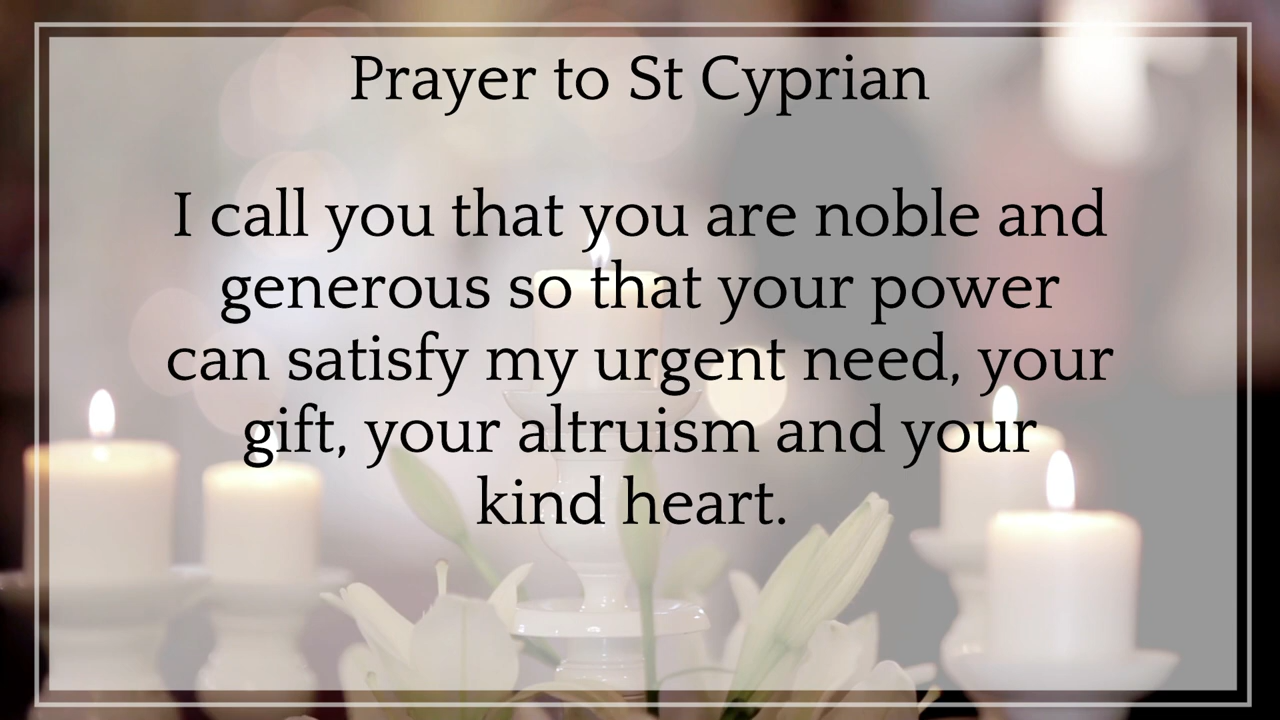 Prayer to St Cyprian
I call you that you are noble and
generous so that your power
can satisfy my urgent need, your
gift, your altruism and your
kind heart.